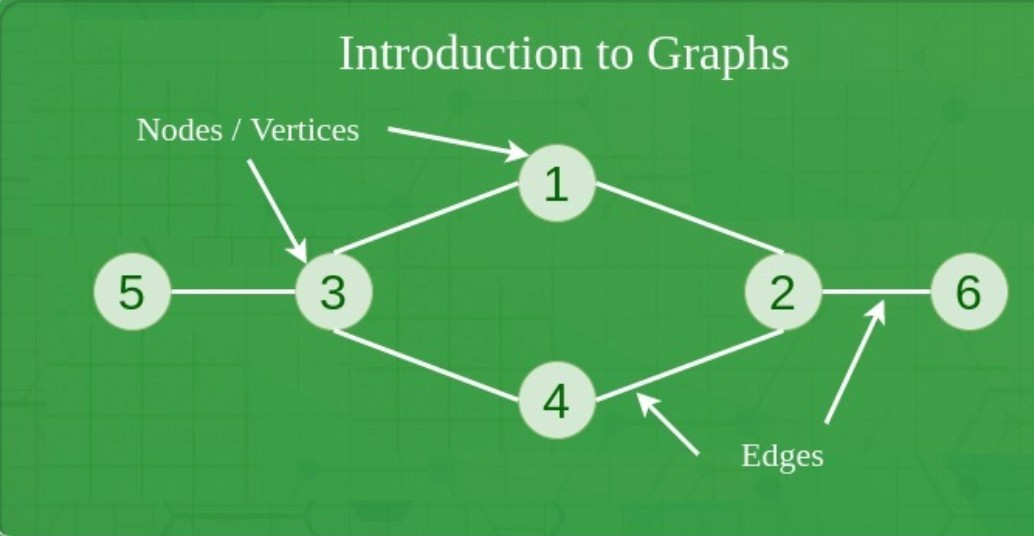 Introduction to Graphs
Nodes / Vertices
1
5
3
2
6
4
Edges